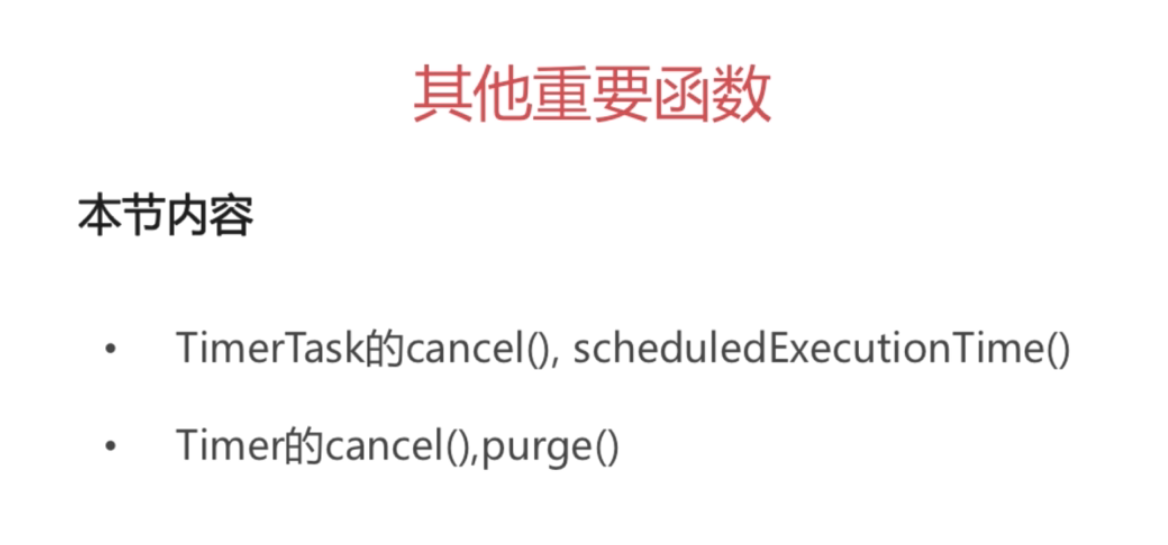 其他重要函数
本节内容
• TimerTask的cancel(), scheduledExecutionTime()
• Timer的cancel(),purge()